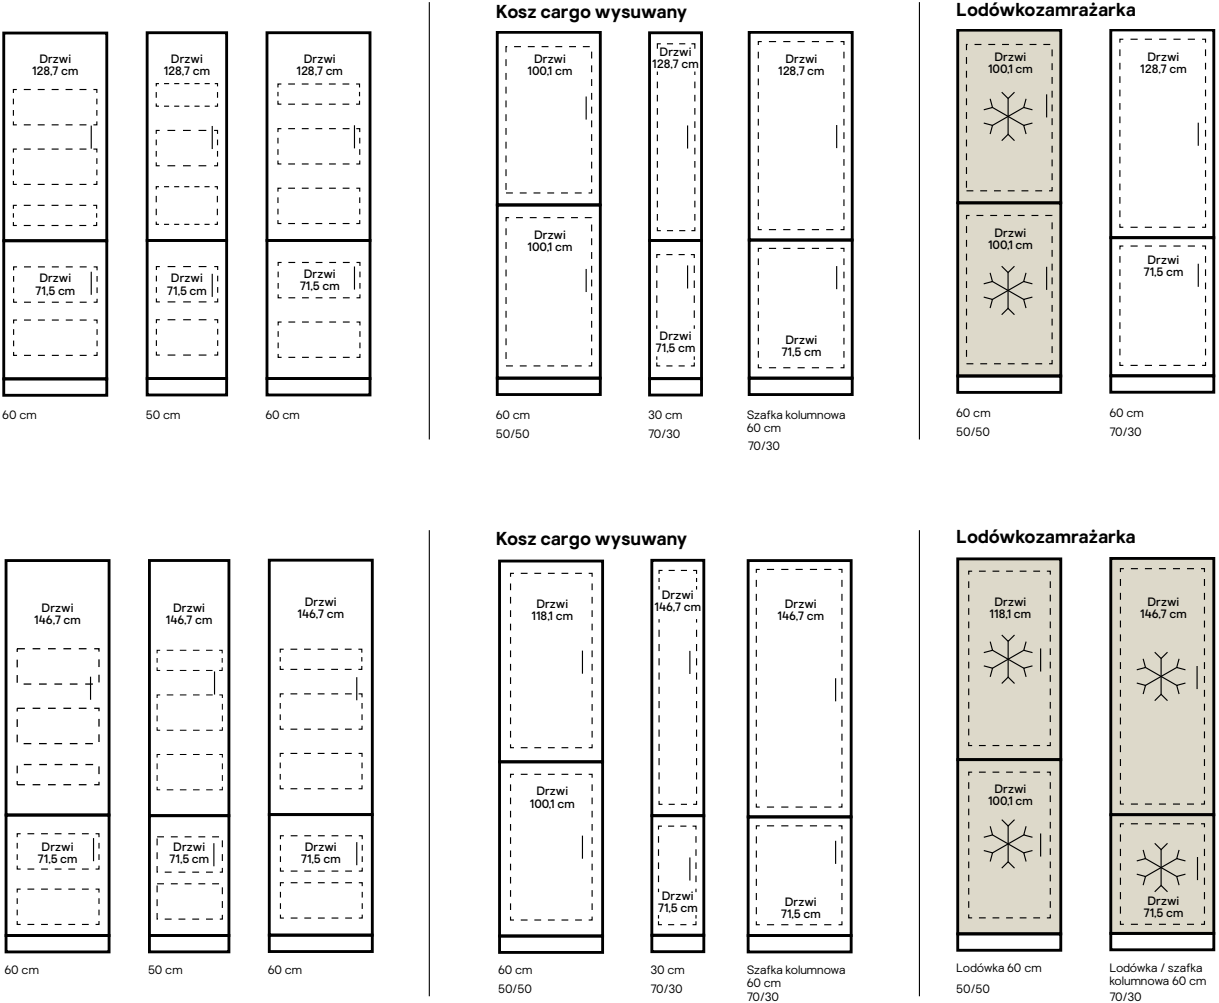 Kosz cargo wysuwany
Lodówkozamrażarka
Drzwi
128,7 cm
Drzwi
128,7 cm
Drzwi
128,7 cm
Drzwi
100,1 cm
Drzwi
128,7 cm
Drzwi
128,7 cm
Drzwi
100,1 cm
Drzwi
128,7 cm
Drzwi
71,5 cm
Drzwi
71,5 cm
Drzwi
71,5 cm
Drzwi
100,1 cm
Drzwi
71,5 cm
Drzwi
71,5 cm
Drzwi
100,1 cm
Drzwi
71,5 cm
60 cm
50 cm
60 cm
60 cm
50/50
30 cm
70/30
Szafka kolumnowa
60 cm
70/30
60 cm
50/50
60 cm
70/30
Kosz cargo wysuwany
Lodówkozamrażarka
Drzwi
146,7 cm
Drzwi
146,7 cm
Drzwi
146,7 cm
Drzwi
118,1 cm
Drzwi
146,7 cm
Drzwi
146,7 cm
Drzwi
118,1 cm
Drzwi
146,7 cm
Drzwi
71,5 cm
Drzwi
71,5 cm
Drzwi
71,5 cm
Drzwi
100,1 cm
Drzwi
71,5 cm
Drzwi
71,5 cm
Drzwi
100,1 cm
Drzwi
71,5 cm
60 cm
50 cm
60 cm
60 cm
50/50
30 cm
70/30
Szafka kolumnowa
60 cm
70/30
Lodówka 60 cm
50/50
Lodówka / szafka
kolumnowa 60 cm
70/30